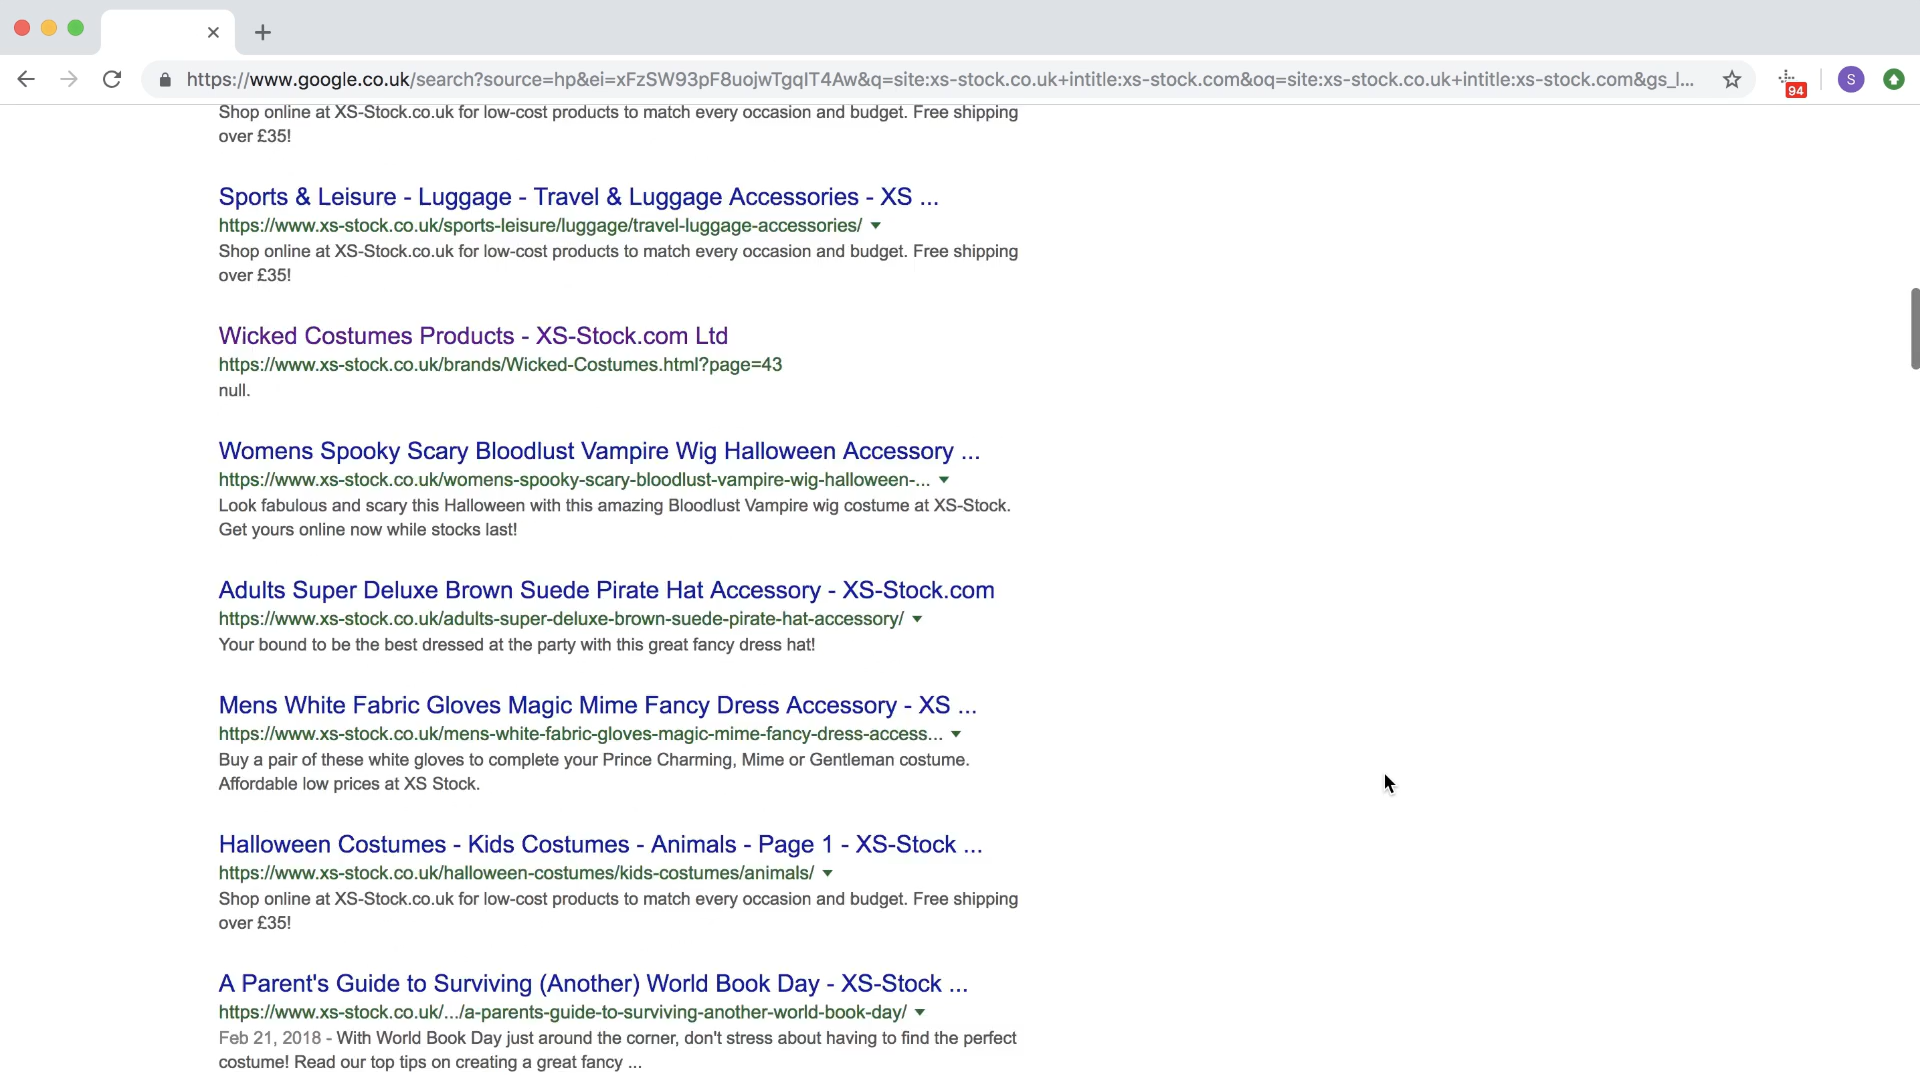 https://www.google.co.uk/search?source=hp&ei=xFzSW93pF8uojwTgqIT4Aw&q=site:xs-stock.co.uk+intitle:xs-stock.com&oq=site:xs-stock.co.uk+intitle:xs-stock.com&gs_l...
94
S
Shop online at XS-Stock.co.uk for low-cost products to match every occasion and budget. Free shipping
over £35!
Sports & Leisure - Luggage - Travel & Luggage Accessories - XS ...
https://www.xs-stock.co.uk/sports-leisure/luggage/travel-luggage-accessories/
Shop online at XS-Stock.co.uk for low-cost products to match every occasion and budget. Free shipping
over £35!
Wicked Costumes Products - XS-Stock.com Ltd
https://www.xs-stock.co.uk/brands/Wicked-Costumes.html?page=43
null.
Womens Spooky Scary Bloodlust Vampire Wig Halloween Accessory ...
https://www.xs-stock.co.uk/womens-spooky-scary-bloodlust-vampire-wig-halloween-...
Look fabulous and scary this Halloween with this amazing Bloodlust Vampire wig costume at XS-Stock.
Get yours online now while stocks last!
Adults Super Deluxe Brown Suede Pirate Hat Accessory - XS-Stock.com
https://www.xs-stock.co.uk/adults-super-deluxe-brown-suede-pirate-hat-accessory/
Your bound to be the best dressed at the party with this great fancy dress hat!
Mens White Fabric Gloves Magic Mime Fancy Dress Accessory - XS ...
https://www.xs-stock.co.uk/mens-white-fabric-gloves-magic-mime-fancy-dress-access...
Buy a pair of these white gloves to complete your Prince Charming, Mime or Gentleman costume.
Affordable low prices at XS Stock.
Halloween Costumes - Kids Costumes - Animals - Page 1 - XS-Stock ...
https://www.xs-stock.co.uk/halloween-costumes/kids-costumes/animals/
Shop online at XS-Stock.co.uk for low-cost products to match every occasion and budget. Free shipping
over £35!
A Parent's Guide to Surviving (Another) World Book Day - XS-Stock ...
https://www.xs-stock.co.uk/.../a-parents-guide-to-surviving-another-world-book-day/
Feb 21, 2018 - With World Book Day just around the corner, don't stress about having to find the perfect
costume! Read our top tips on creating a great fancy ...